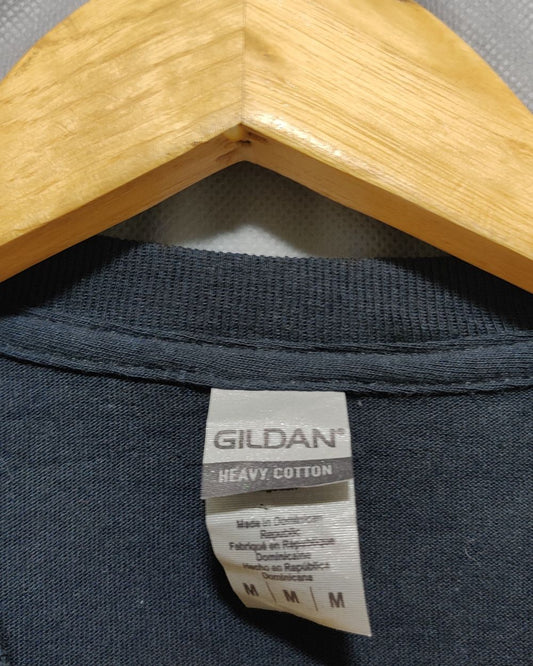 GILDAN®
HEAVY COTTON
Made in Dominican
Republic
Fabriqué en République
Dominicaine
Hecho en República
Dominicana
M | M | M